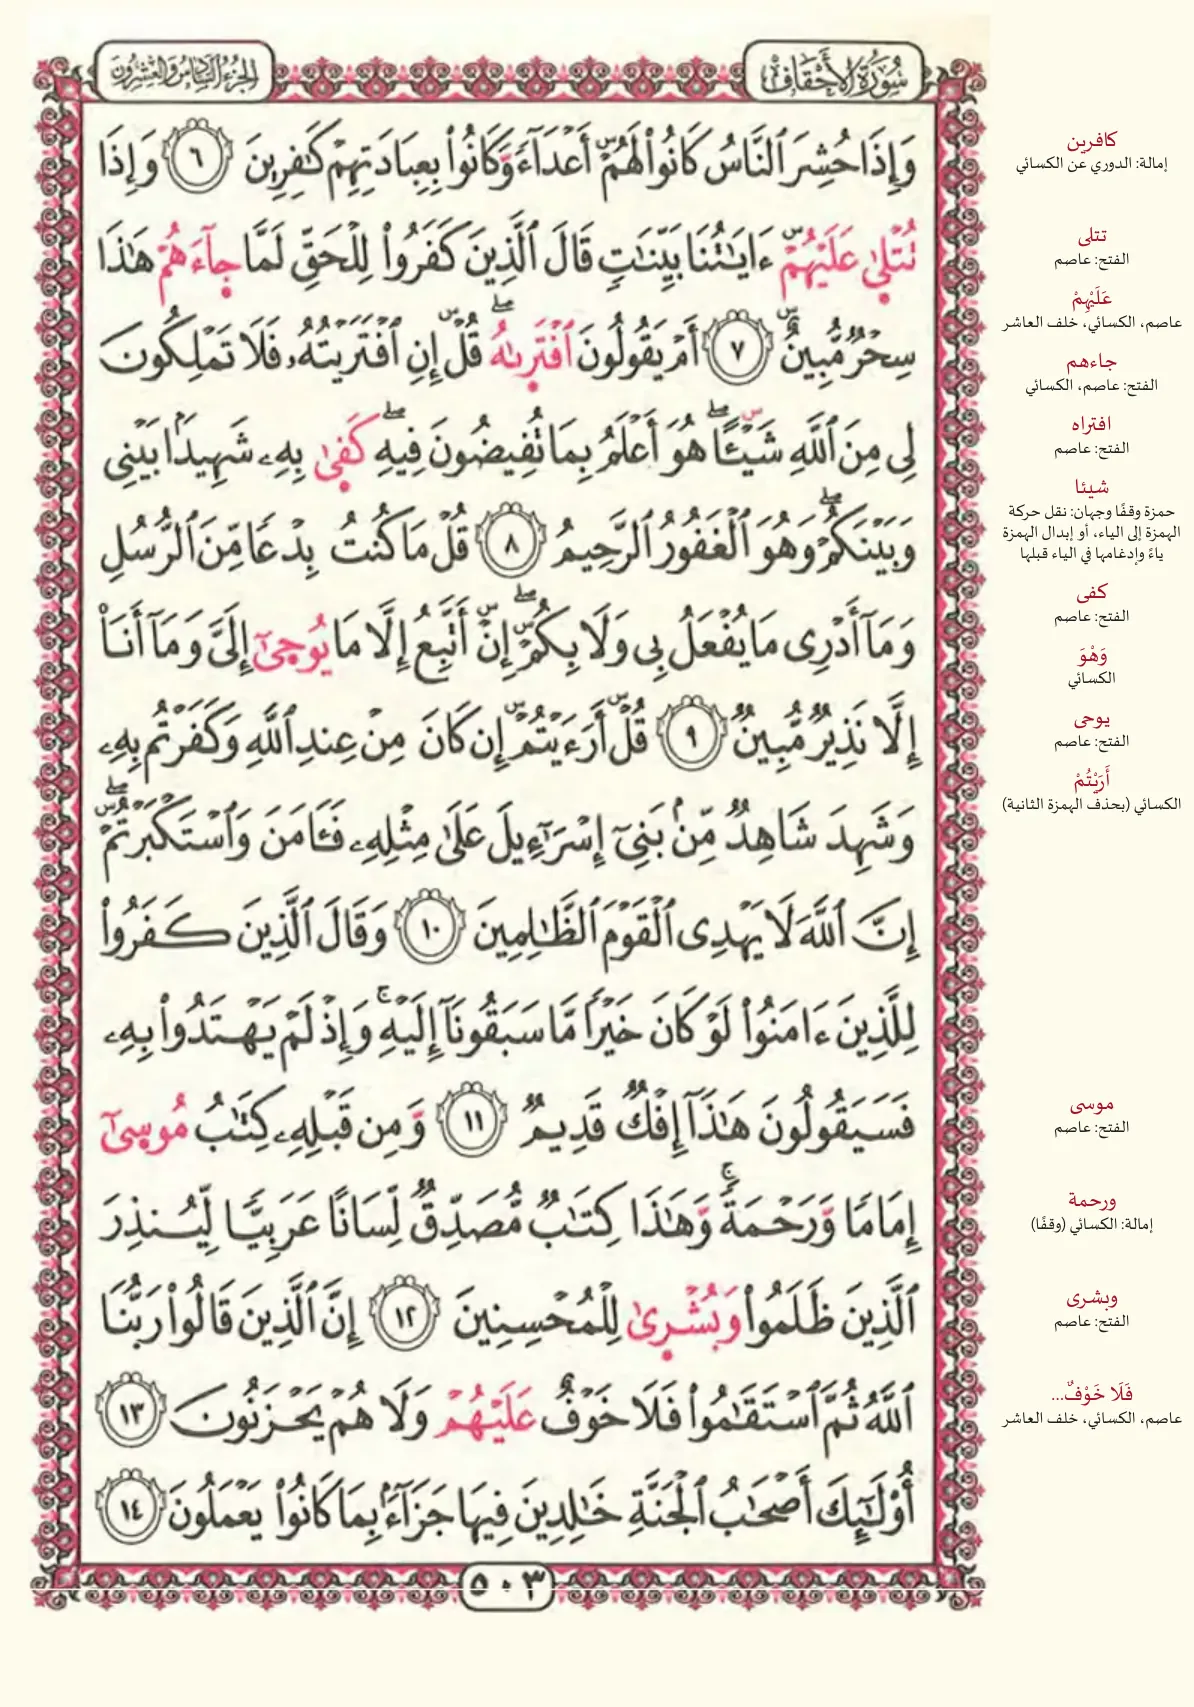 سُورَةُ الأَحْقَافِ
الجُزْءُ السَّادِسُ وَالعِشْرُونَ
وَإِذَا حُشِرَ ٱلنَّاسُ كَانُوا۟ لَهُمْ أَعْدَآءً وَكَانُوا۟ بِعِبَادَتِهِمْ كَـٰفِرِينَ ٦ وَإِذَا
تُتْلَىٰ عَلَيْهُمْ ءَايَـٰتُنَا بَيِّنَـٰتٍ قَالَ ٱلَّذِينَ كَفَرُوا۟ لِلْحَقِّ لَمَّا جَآءَهُمْ هَـٰذَا
سِحْرٌ مُّبِينٌ ٧ أَمْ يَقُولُونَ ٱفْتَرَىٰهُ ۖ قُلْ إِنِ ٱفْتَرَيْتُهُۥ فَلَا تَمْلِكُونَ
لِى مِنَ ٱللَّهِ شَيْـًٔا ۖ هُوَ أَعْلَمُ بِمَا تُفِيضُونَ فِيهِ ۖ كَفَىٰ بِهِۦ شَهِيدًۢا بَيْنِى
وَبَيْنَكُمْ ۖ وَهُوَ ٱلْغَفُورُ ٱلرَّحِيمُ ٨ قُلْ مَا كُنتُ بِدْعًا مِّنَ ٱلرُّسُلِ
وَمَآ أَدْرِى مَا يُفْعَلُ بِى وَلَا بِكُمْ ۖ إِنْ أَتَّبِعُ إِلَّا مَا يُوحَىٰٓ إِلَىَّ وَمَآ أَنَا۠
إِلَّا نَذِيرٌ مُّبِينٌ ٩ قُلْ أَرَءَيْتُمْ إِن كَانَ مِنْ عِندِ ٱللَّهِ وَكَفَرْتُم بِهِۦ
وَشَهِدَ شَاهِدٌ مِّنۢ بَنِىٓ إِسْرَٰٓءِيلَ عَلَىٰ مِثْلِهِۦ فَـَٔامَنَ وَٱسْتَكْبَرْتُمْ ۖ
إِنَّ ٱللَّهَ لَا يَهْدِى ٱلْقَوْمَ ٱلظَّـٰلِمِينَ ١٠ وَقَالَ ٱلَّذِينَ كَفَرُوا۟
لِلَّذِينَ ءَامَنُوا۟ لَوْ كَانَ خَيْرًا مَّا سَبَقُونَآ إِلَيْهِ ۚ وَإِذْ لَمْ يَهْتَدُوا۟ بِهِۦ
فَسَيَقُولُونَ هَـٰذَآ إِفْكٌ قَدِيمٌ ١١ وَمِن قَبْلِهِۦ كِتَـٰبُ مُوسَىٰٓ
إِمَامًا وَرَحْمَةً ۚ وَهَـٰذَا كِتَـٰبٌ مُّصَدِّقٌ لِّسَانًا عَرَبِيًّا لِّيُنذِرَ
ٱلَّذِينَ ظَلَمُوا۟ وَبُشْرَىٰ لِلْمُحْسِنِينَ ١٢ إِنَّ ٱلَّذِينَ قَالُوا۟ رَبُّنَا
ٱللَّهُ ثُمَّ ٱسْتَقَـٰمُوا۟ فَلَا خَوْفٌ عَلَيْهُمْ وَلَا هُمْ يَحْزَنُونَ ١٣
أُو۟لَـٰٓئِكَ أَصْحَـٰبُ ٱلْجَنَّةِ خَـٰلِدِينَ فِيهَا جَزَآءًۢ بِمَا كَانُوا۟ يَعْمَلُونَ ١٤
٥٠٣
كافرين
إمالة: الدوري عن الكسائي
تتلى
الفتح: عاصم
عَلَيْهِمْ
عاصم، الكسائي، خلف العاشر
جاءهم
الفتح: عاصم، الكسائي
افتراه
الفتح: عاصم
شيئا
حمزة وقفًا وجهان: نقل حركة
الهمزة إلى الياء، أو إبدال الهمزة
ياءً وإدغامها في الياء قبلها
كفى
الفتح: عاصم
وَهْوَ
الكسائي
يوحى
الفتح: عاصم
أَرَيْتُمْ
الكسائي (بحذف الهمزة الثانية)
موسى
الفتح: عاصم
ورحمة
إمالة: الكسائي (وقفًا)
وبشرى
الفتح: عاصم
فَلَا خَوْفٌ...
عاصم، الكسائي، خلف العاشر